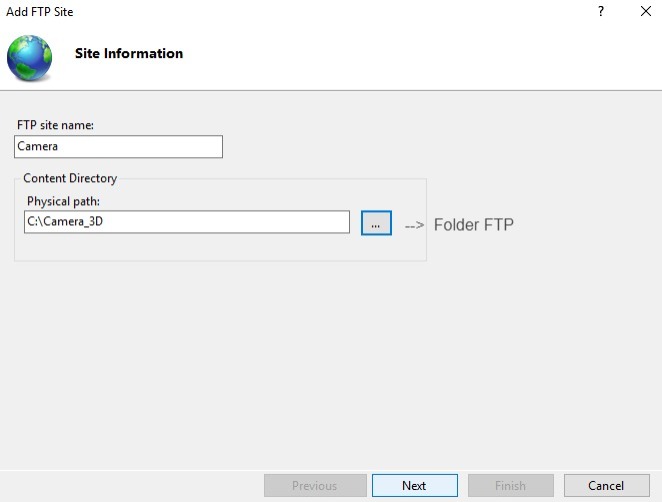 Add FTP Site
?
Site Information
FTP site name:
Camera
Content Directory
Physical path:
C:\Camera_3D
... --> Folder FTP
Previous Next Finish Cancel